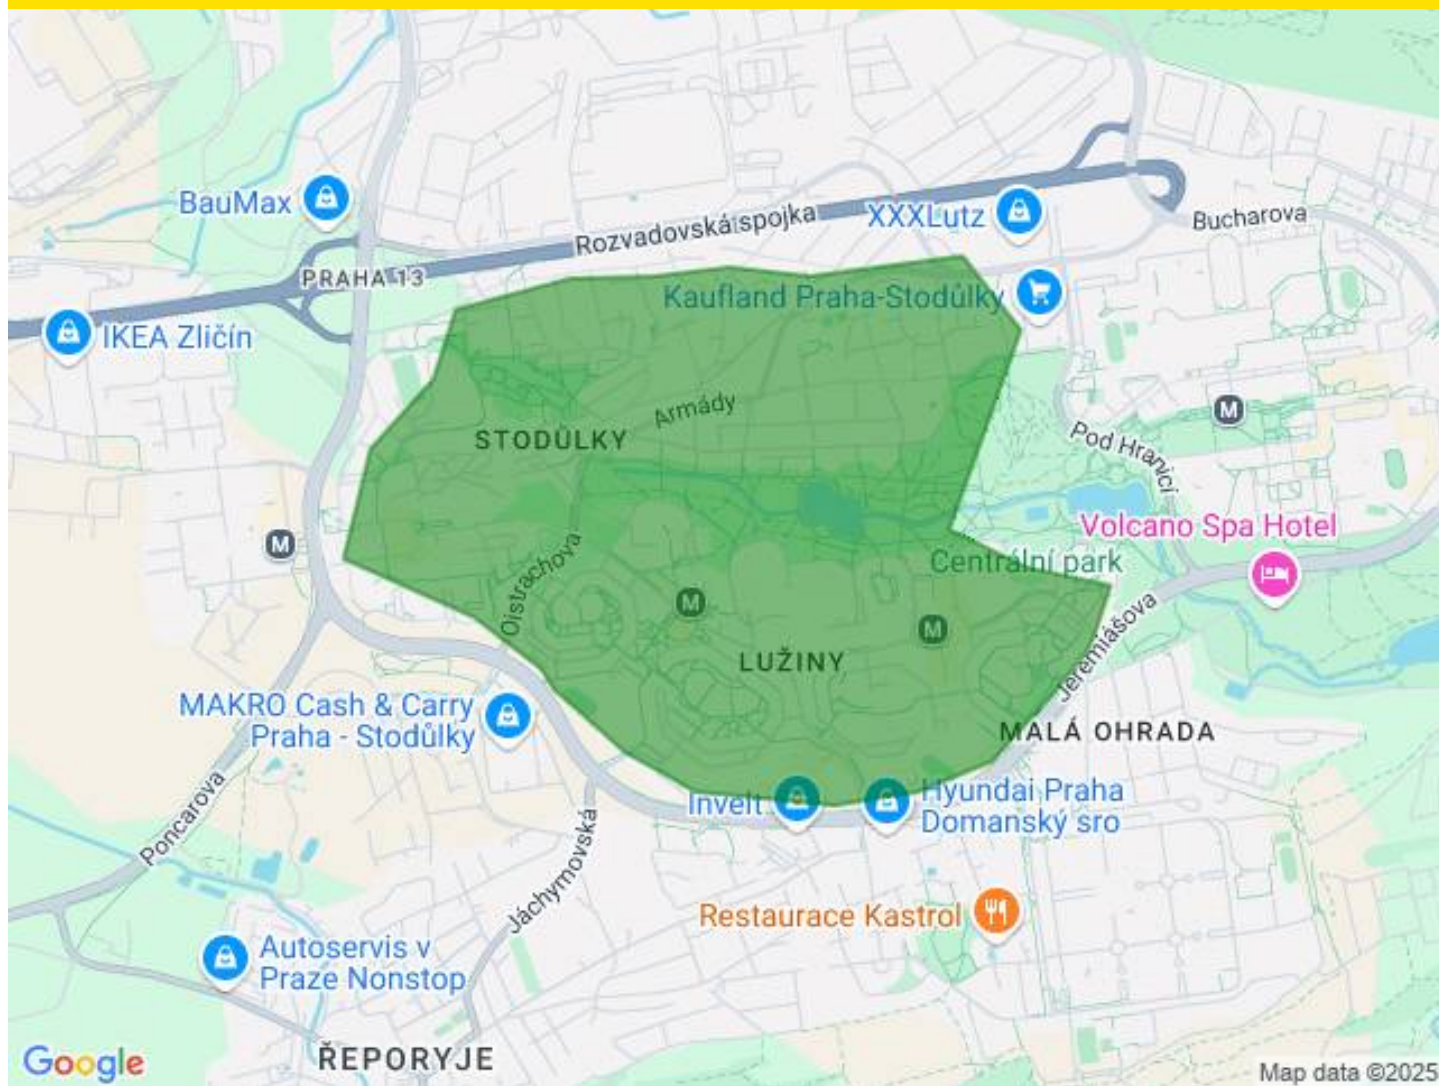 BauMax
XXXLutz
Bucharova
Rozvadovská spojka
PRAHA 13
Kaufland Praha-Stodůlky
IKEA Zličín
Armády
STODŮLKY
Pod Hranicí
M
M
Volcano Spa Hotel
Centrální park
Oistrachova
M
M
Jeremiášova
LUŽINY
MAKRO Cash & Carry
Praha - Stodůlky
MALÁ OHRADA
Invelt
Hyundai Praha
Domanský sro
Poncarova
Jáchymovská
Restaurace Kastrol
Autoservis v
Praze Nonstop
ŘEPORYJE
Google
Map data ©2025